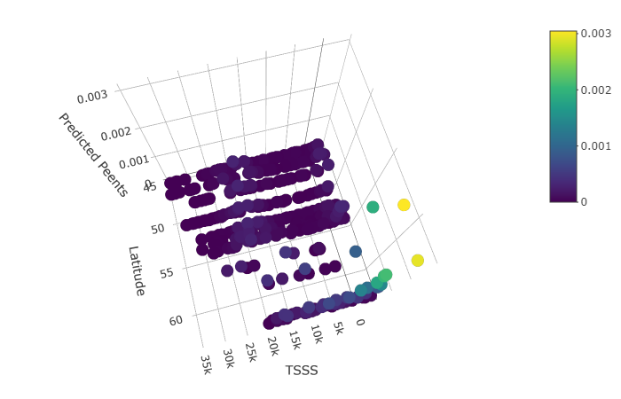 0.003
0.002
0.001
0
Predicted Peents
45
50
55
60
Latitude
35k
30k
25k
20k
15k
10k
5k
0
TSSS
0.003
0.002
0.001
0